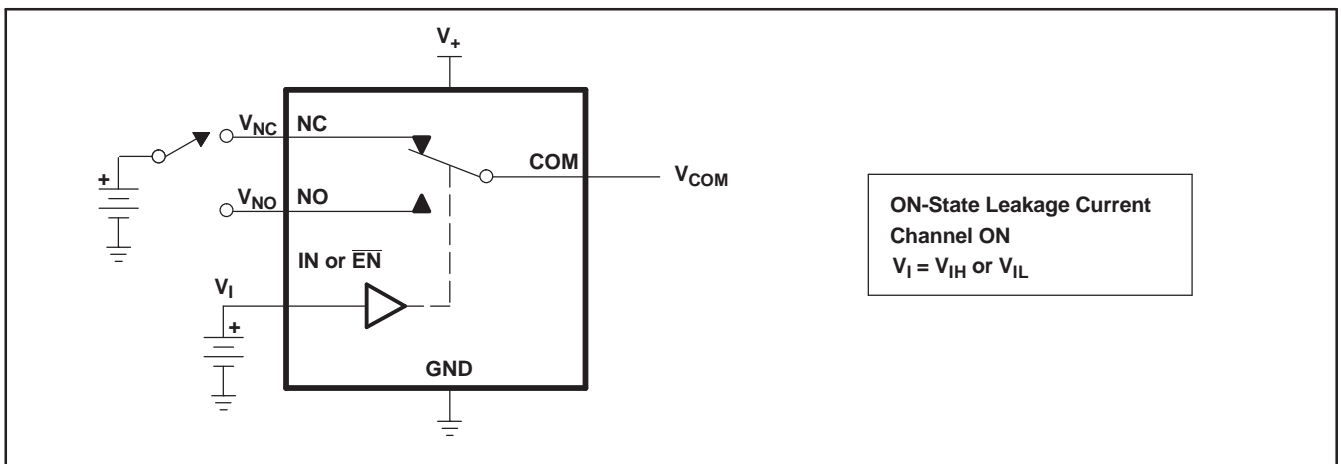 V+
VNC NC
+
COM
VCOM
VNO NO
ON-State Leakage Current
Channel ON
VI = VIH or VIL
IN or E̅N̅
VI
+
GND